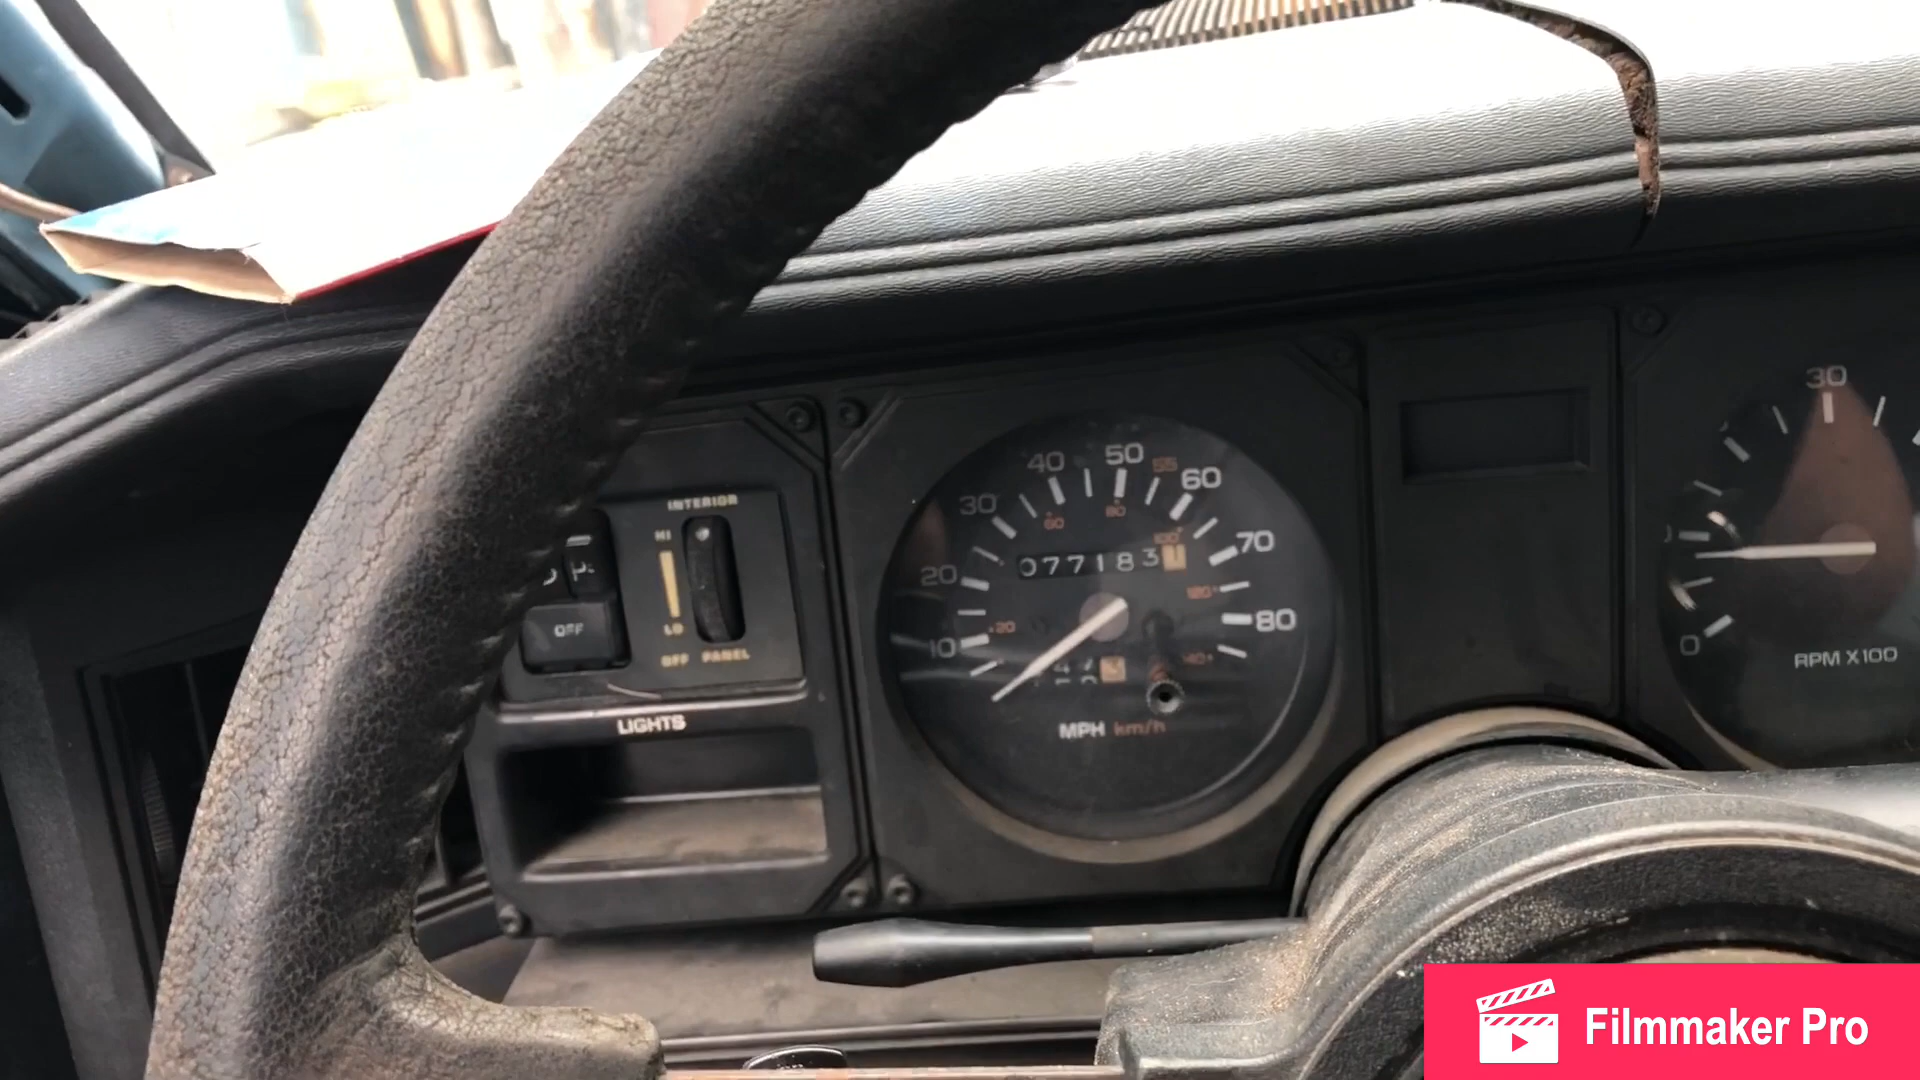 INTERIOR
HI
LO
OFF PANEL
OFF
LIGHTS
10
20
30
40
50
55
60
70
80
20
60
80
100
120
140
077183
MPH km/h
30
0
RPM X100
Filmmaker Pro